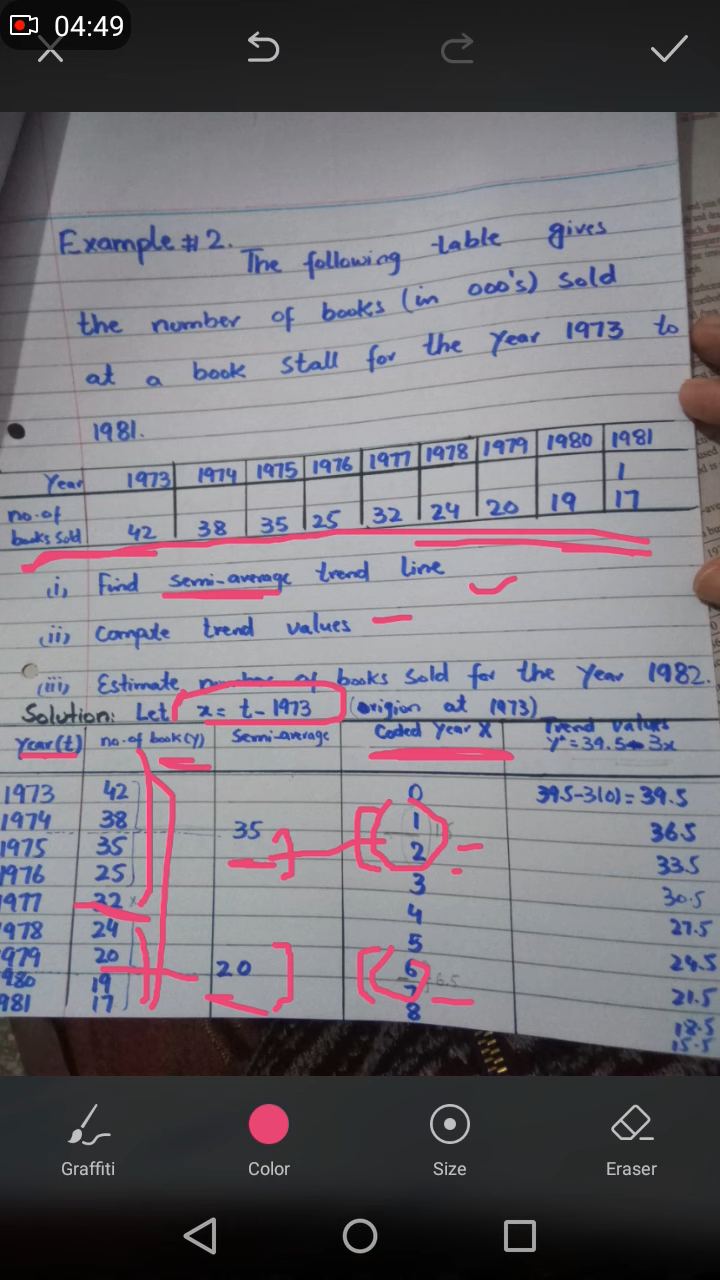 04:49
Example # 2. The following table gives
the number of books (in 000's) sold
at a book stall for the year 1973 to
1981.
Year 1973 1974 1975 1976 1977 1978 1979 1980 1981
no. of books sold 42 38 35 25 32 24 20 19 17
(i) Find semi-average trend line
(ii) Compute trend values
(iii) Estimate number of books sold for the year 1982.
Solution: Let x = t - 1973 (origion at 1973)
Year(t) no. of book(y) Semi-average Coded year X Trend values
1973 42 0 39.5-3(0) = 39.5
1974 38 35 1 36.5
1975 35 2 33.5
1976 25 3 30.5
1977 32 x 4 27.5
1978 24 5 24.5
979 20 20 6 21.5
980 19 7 18.5
981 17 8 15.5
Graffiti Color Size Eraser